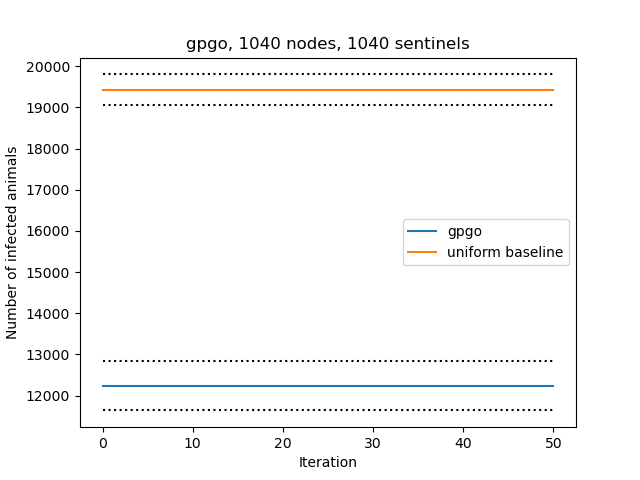 gpgo, 1040 nodes, 1040 sentinels
20000
19000
18000
17000
16000
15000
14000
13000
12000
Number of infected animals
gpgo
uniform baseline
0 10 20 30 40 50
Iteration